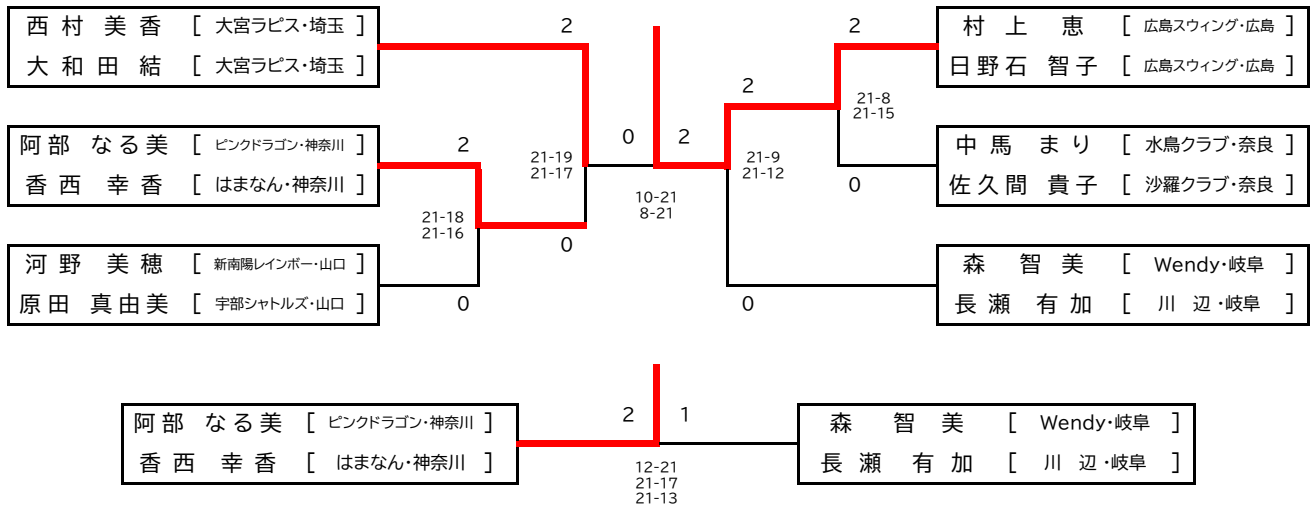 西村 美香 [ 大宮ラピス・埼玉 ]
大和田結 [ 大宮ラピス・埼玉 ]
阿部 なる美 [ ピンクドラゴン・神奈川 ]
香西 幸香 [ はまなん・神奈川 ]
河野 美穂 [ 新南陽レインボー・山口 ]
原田 真由美 [ 宇部シャトルズ・山口 ]
2
2
0
21-18
21-16
0
21-19
21-17
0
2
10-21
8-21
2
21-9
21-12
0
2
21-8
21-15
0
村上 恵 [ 広島スウィング・広島 ]
日野石 智子 [ 広島スウィング・広島 ]
中馬 まり [ 水鳥クラブ・奈良 ]
佐久間 貴子 [ 沙羅クラブ・奈良 ]
森 智美 [ Wendy・岐阜 ]
長瀬 有加 [ 川 辺・岐阜 ]
阿部 なる美 [ ピンクドラゴン・神奈川 ]
香西 幸香 [ はまなん・神奈川 ]
2
1
12-21
21-17
21-13
森 智美 [ Wendy・岐阜 ]
長瀬 有加 [ 川 辺・岐阜 ]